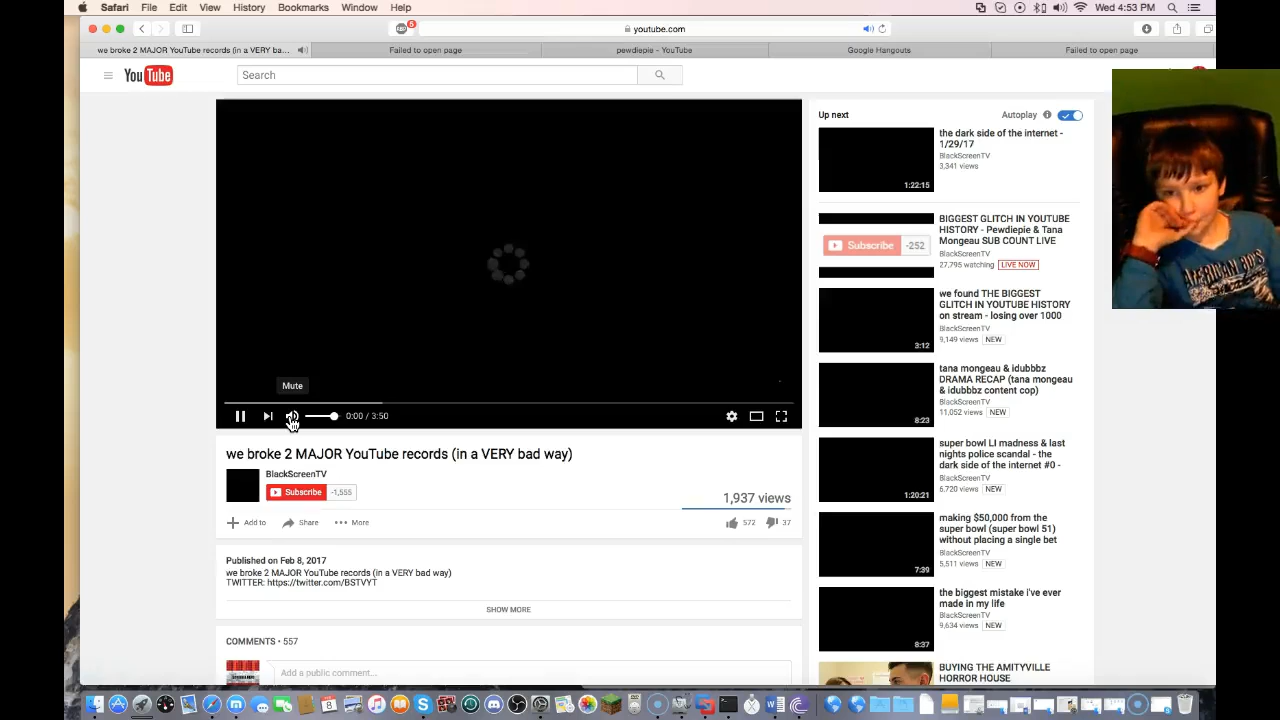 Safari File Edit View History Bookmarks Window Help
Wed 4:53 PM
5
youtube.com
we broke 2 MAJOR YouTube records (in a VERY ba...
Failed to open page
pewdiepie - YouTube
Google Hangouts
Failed to open page
YouTube
Search
Mute
0:00 / 3:50
we broke 2 MAJOR YouTube records (in a VERY bad way)
BlackScreenTV
Subscribe -1,555
1,937 views
Add to Share More
572 37
Published on Feb 8, 2017
we broke 2 MAJOR YouTube records (in a VERY bad way)
TWITTER: https://twitter.com/BSTVYT
SHOW MORE
COMMENTS • 557
Add a public comment...
Up next
Autoplay
the dark side of the internet -
1/29/17
BlackScreenTV
3,341 views
1:22:15
BIGGEST GLITCH IN YOUTUBE
HISTORY - Pewdiepie & Tana
Mongeau SUB COUNT LIVE
BlackScreenTV
27,795 watching LIVE NOW
Subscribe -252
we found THE BIGGEST
GLITCH IN YOUTUBE HISTORY
on stream - losing over 1000
BlackScreenTV
9,149 views NEW
3:12
tana mongeau & idubbbz
DRAMA RECAP (tana mongeau
& idubbbz content cop)
BlackScreenTV
11,052 views NEW
8:23
super bowl LI madness & last
nights police scandal - the
dark side of the internet #0 -
BlackScreenTV
6,720 views NEW
1:20:21
making $50,000 from the
super bowl (super bowl 51)
without placing a single bet
BlackScreenTV
5,511 views NEW
7:39
the biggest mistake i've ever
made in my life
BlackScreenTV
9,634 views NEW
8:37
BUYING THE AMITYVILLE
HORROR HOUSE